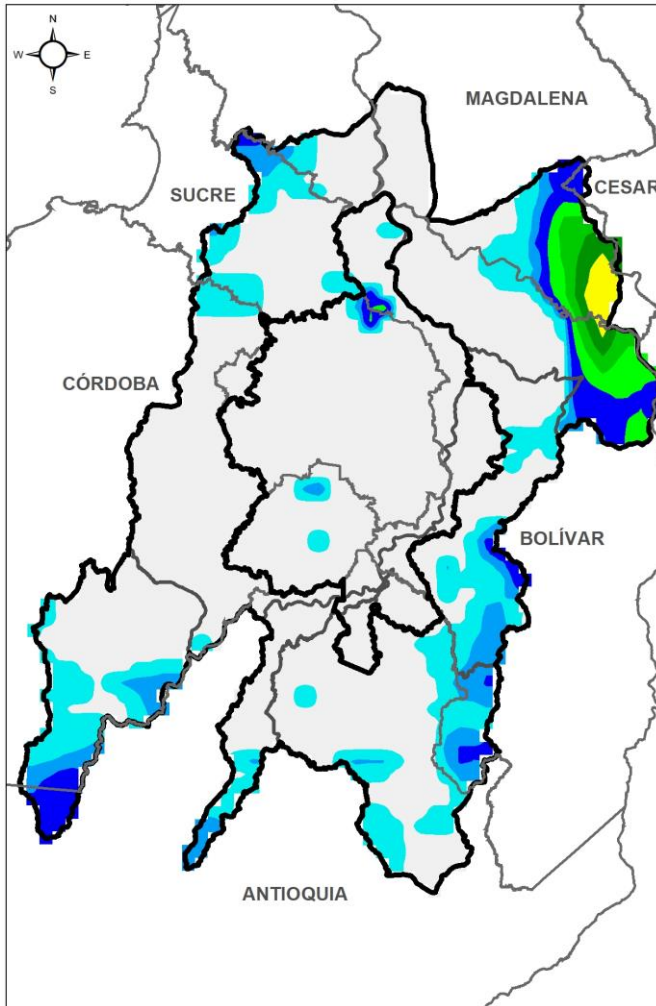 N
W E
S
MAGDALENA
CESAR
SUCRE
CÓRDOBA
BOLÍVAR
ANTIOQUIA